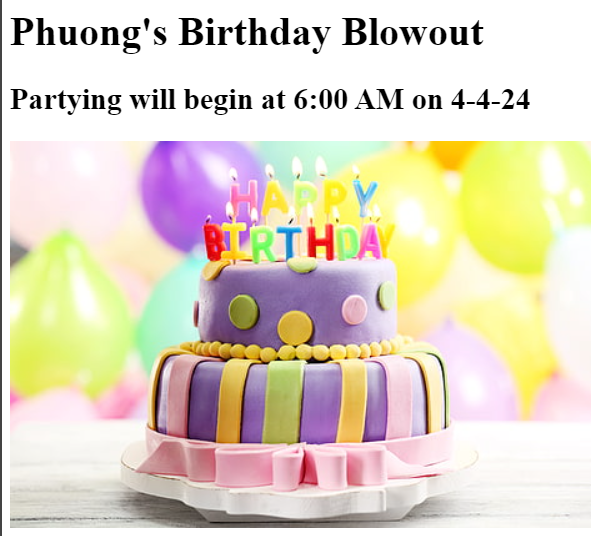 Phuong's Birthday Blowout
Partying will begin at 6:00 AM on 4-4-24
HAPPY
BIRTHDAY